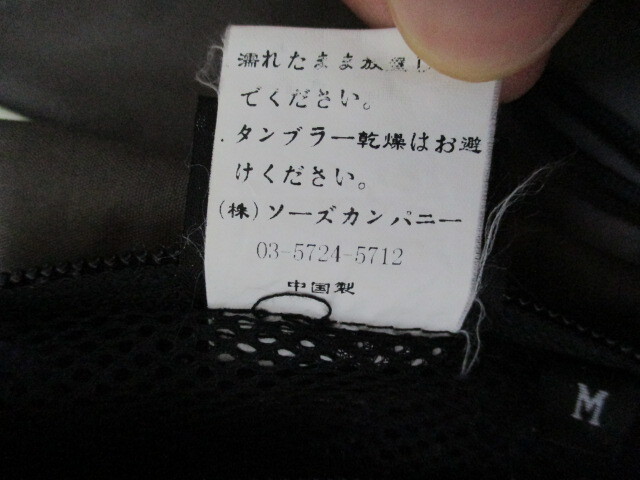 濡れたまま放置し
でください。
.タンブラー乾燥はお避
けください。
(株)ソーズカンパニー
03-5724-5712
中国製
M